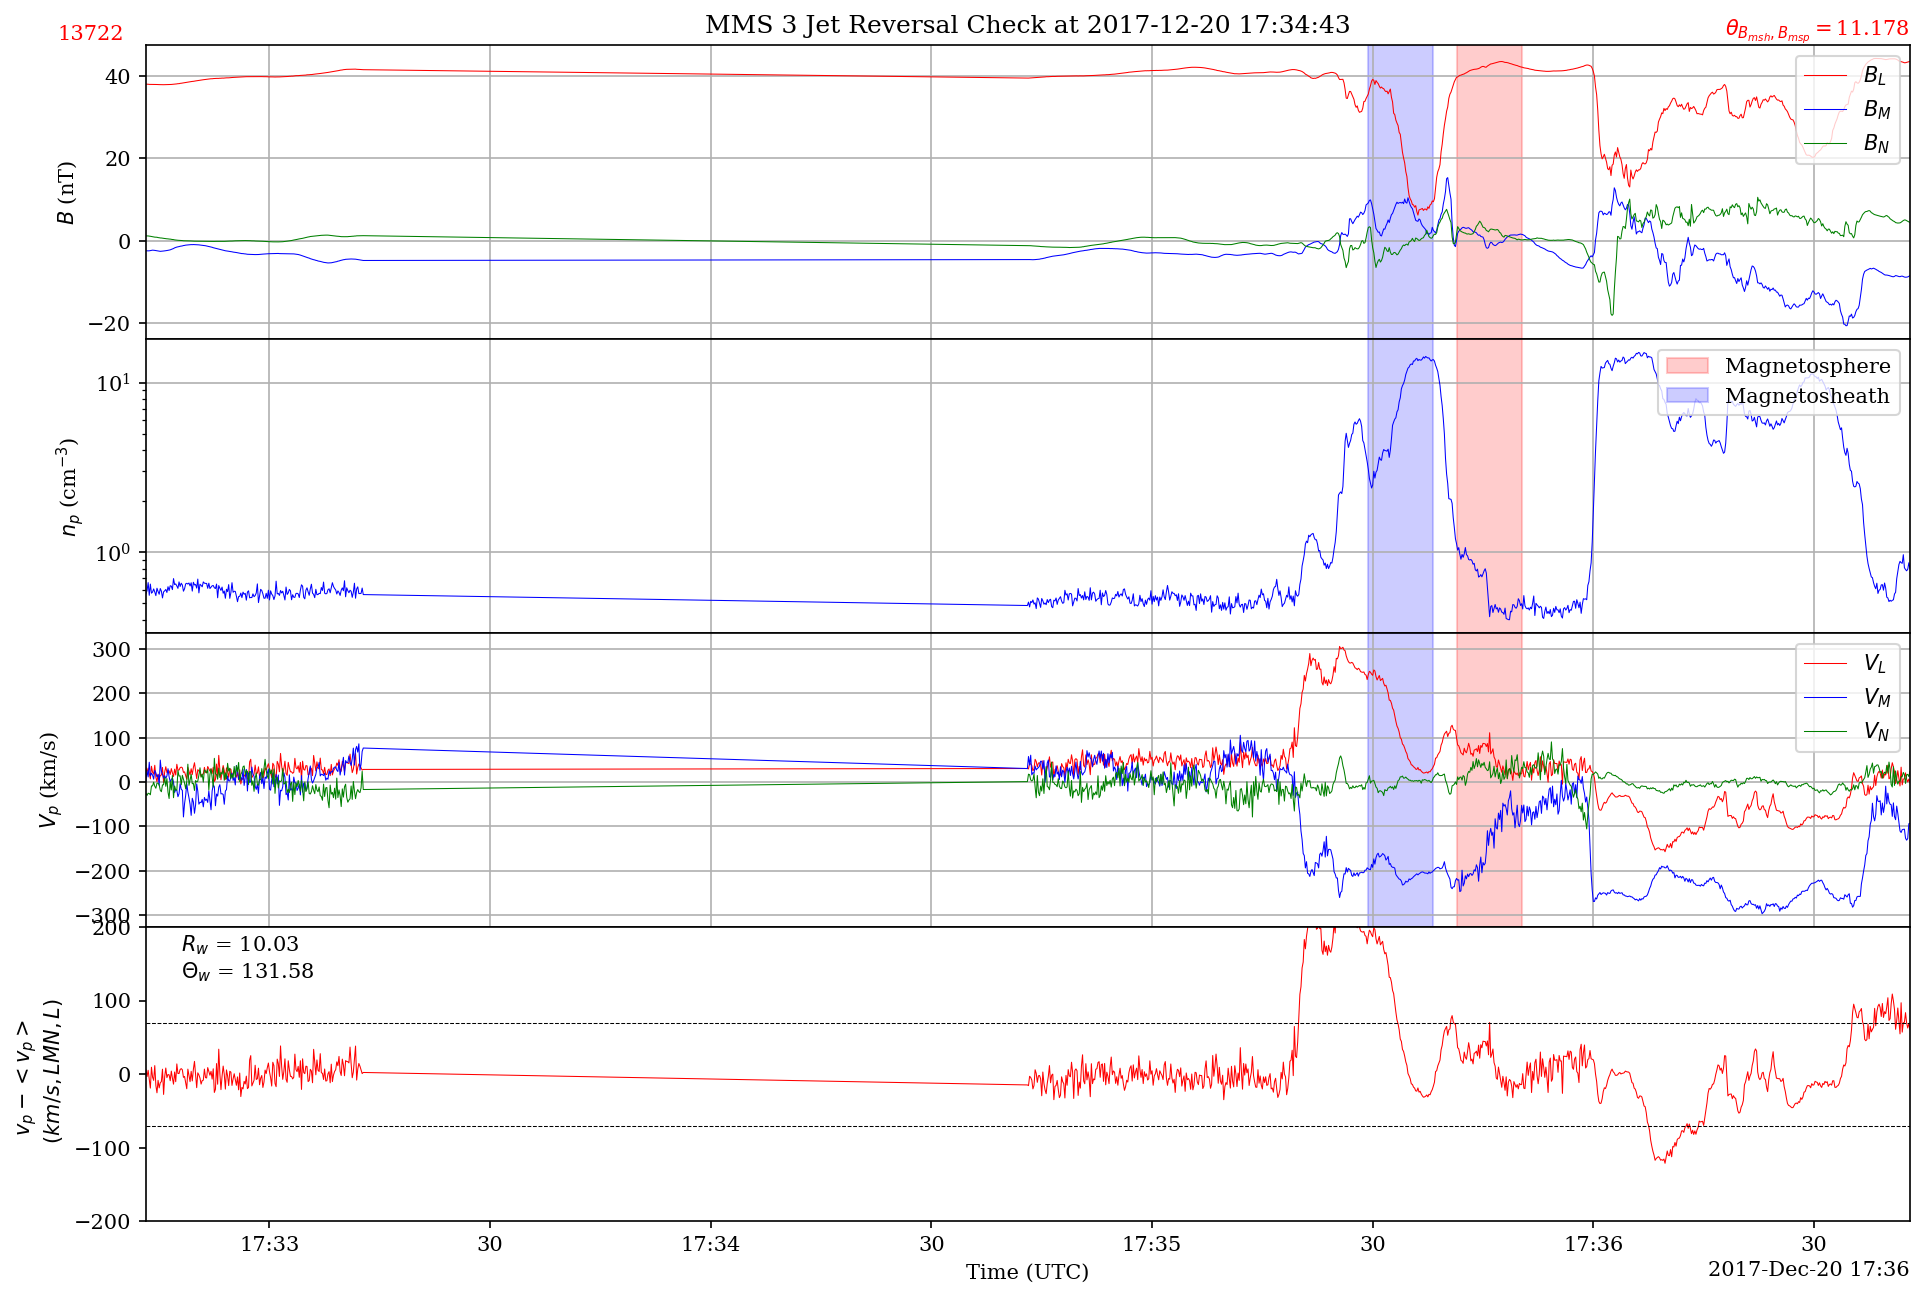 MMS 3 Jet Reversal Check at 2017-12-20 17:34:43
13722
θ_{B_{msh}, B_{msp}} = 11.178
40
20
0
−20
B (nT)
B_L
B_M
B_N
10^1
10^0
n_p (cm^{−3})
Magnetosphere
Magnetosheath
300
200
100
0
−100
−200
−300
V_p (km/s)
V_L
V_M
V_N
200
100
0
−100
−200
v_p − < v_p >
(km/s, LMN, L)
R_w = 10.03
Θ_w = 131.58
17:33 30 17:34 30 17:35 30 17:36 30
Time (UTC)
2017-Dec-20 17:36